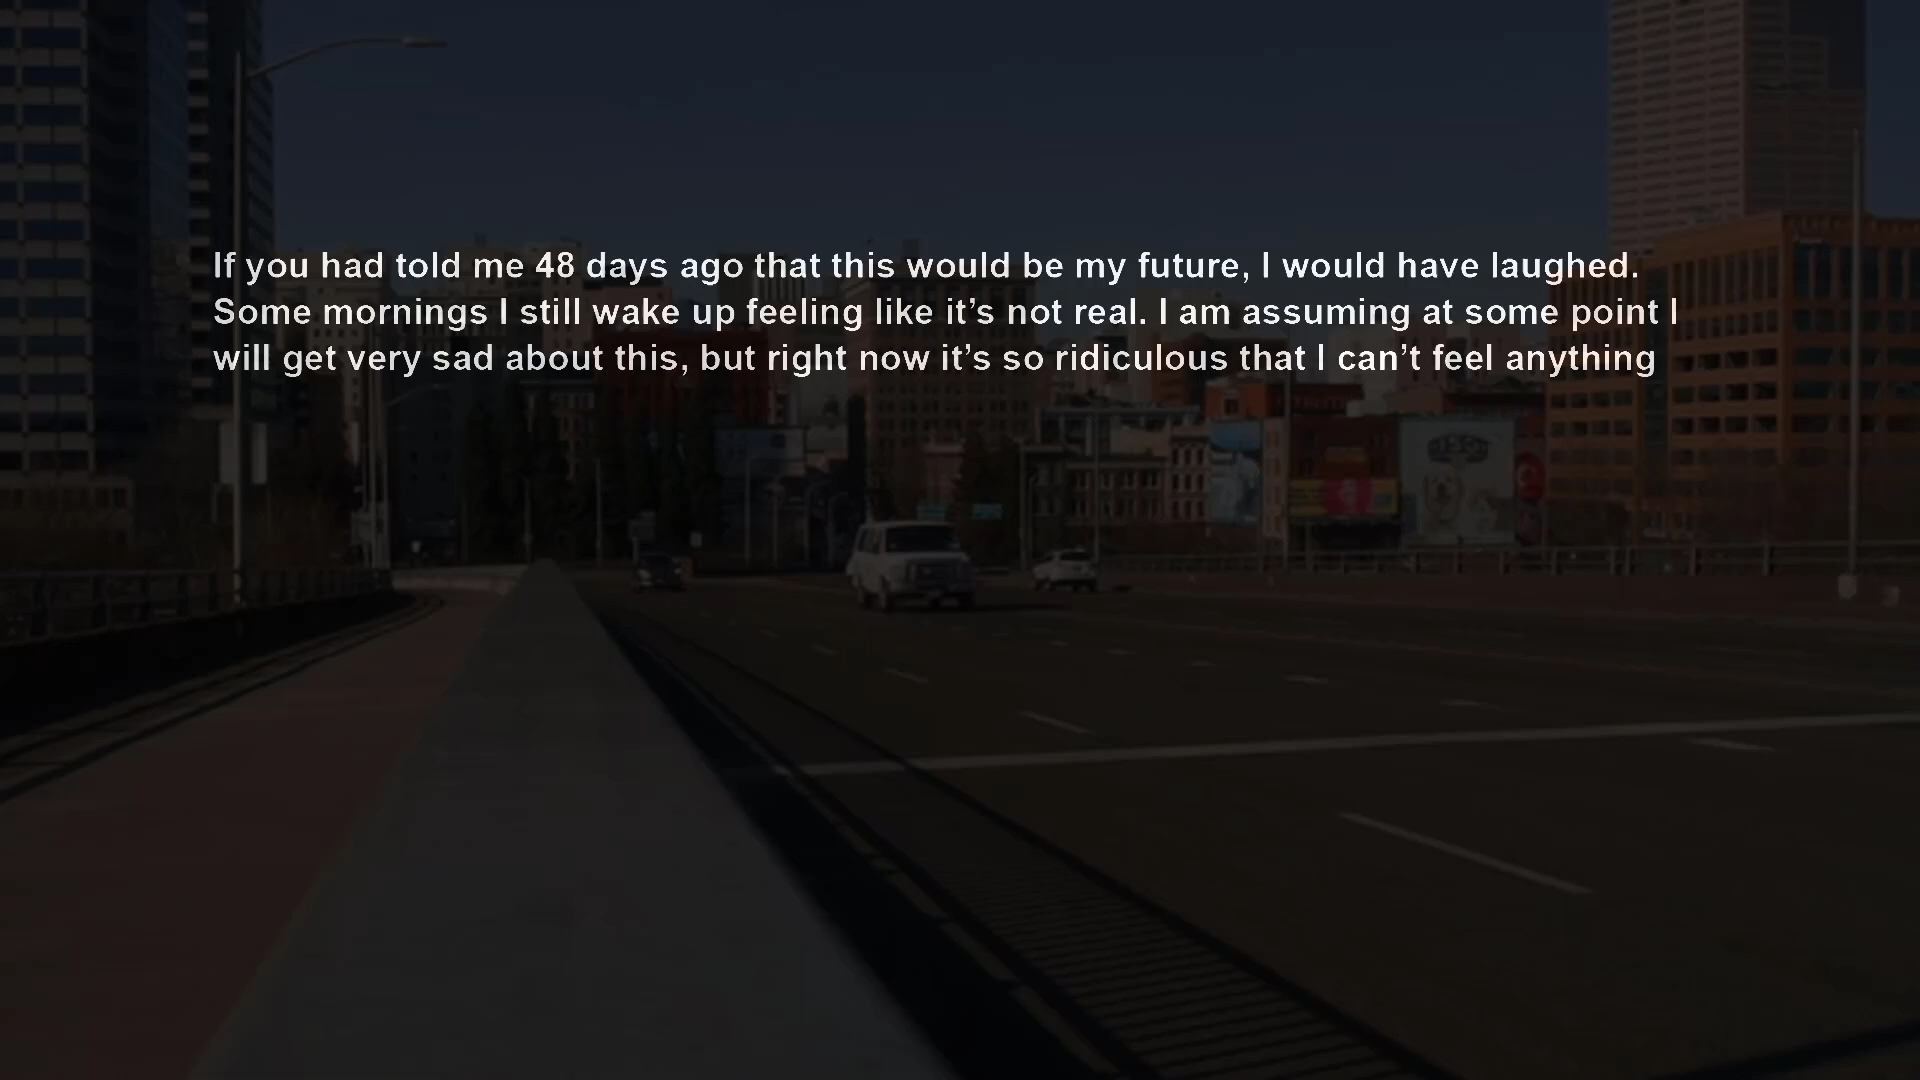 If you had told me 48 days ago that this would be my future, I would have laughed.
Some mornings I still wake up feeling like it’s not real. I am assuming at some point I
will get very sad about this, but right now it’s so ridiculous that I can’t feel anything